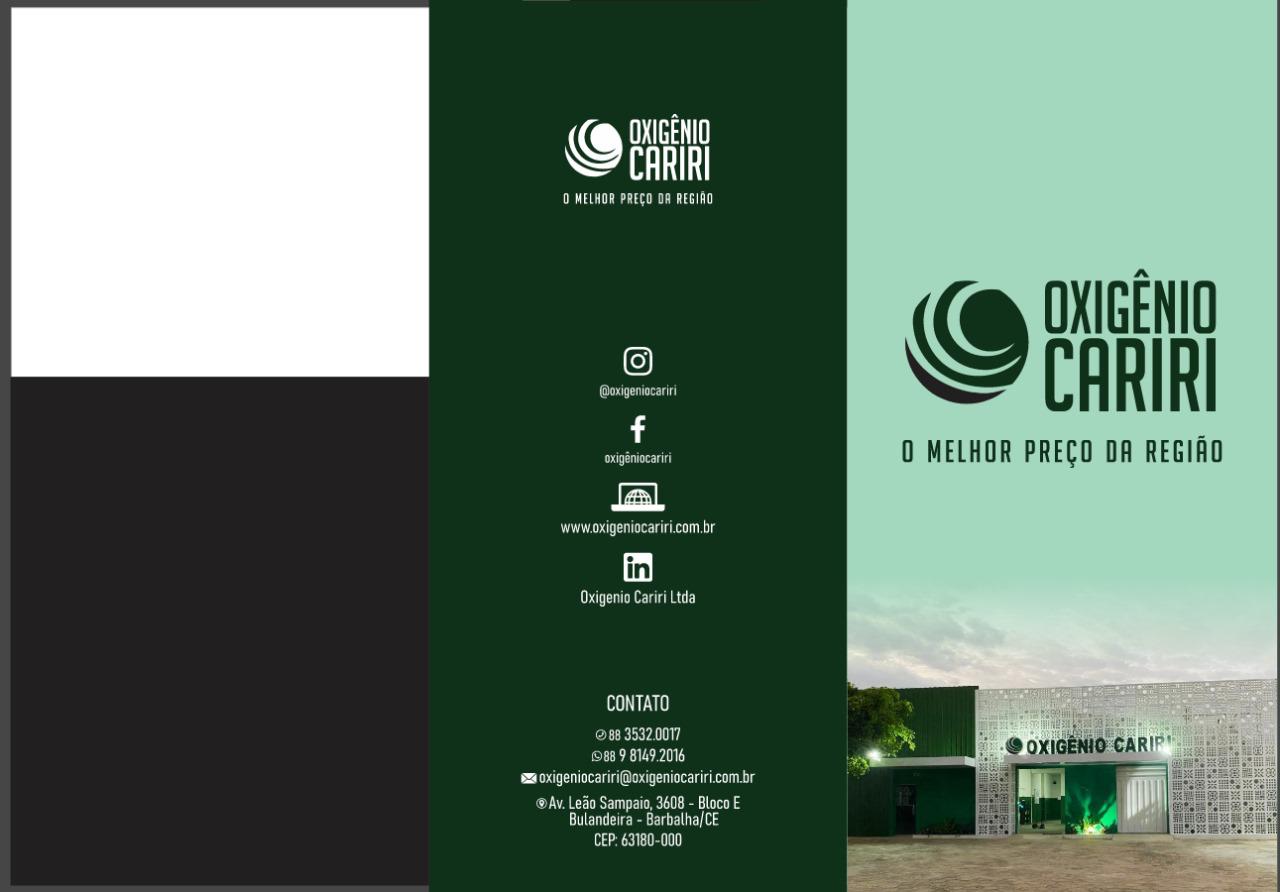 OXIGÊNIO
CARIRI
O MELHOR PREÇO DA REGIÃO
@oxigeniocariri
oxigêniocariri
www.oxigeniocariri.com.br
in
Oxigenio Cariri Ltda
CONTATO
88 3532.0017
88 9 8149.2016
oxigeniocariri@oxigeniocariri.com.br
Av. Leão Sampaio, 3608 - Bloco E
Bulandeira - Barbalha/CE
CEP: 63180-000
OXIGÊNIO
CARIRI
O MELHOR PREÇO DA REGIÃO
OXIGÊNIO CARIRI